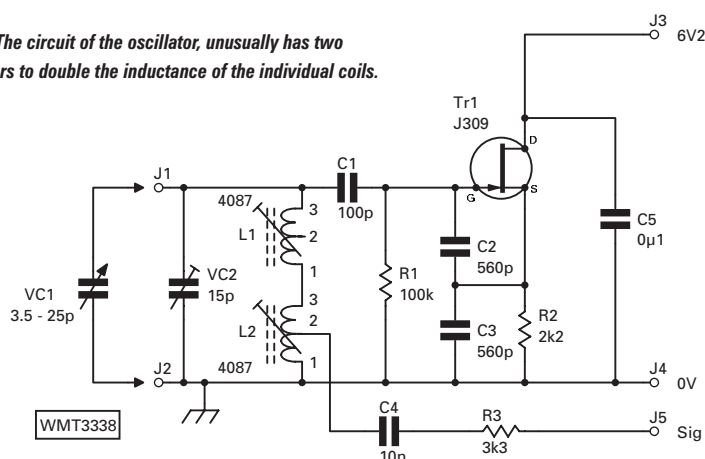 The circuit of the oscillator, unusually has two
rs to double the inductance of the individual coils.
J3
6V2
Tr1
J309
D
S
G
J1
4087
C1
100p
3
2
1
L1
C5
0µ1
C2
560p
VC1
3.5 - 25p
VC2
15p
R1
100k
3
2
1
L2
R2
2k2
C3
560p
4087
J2
J4
0V
WMT3338
C4
10p
R3
3k3
J5
Sig